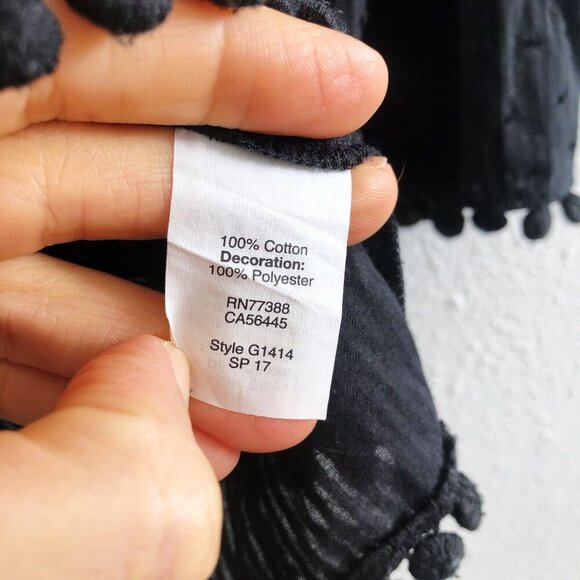 100% Cotton
Decoration:
100% Polyester
RN77388
CA56445
Style G1414
SP 17